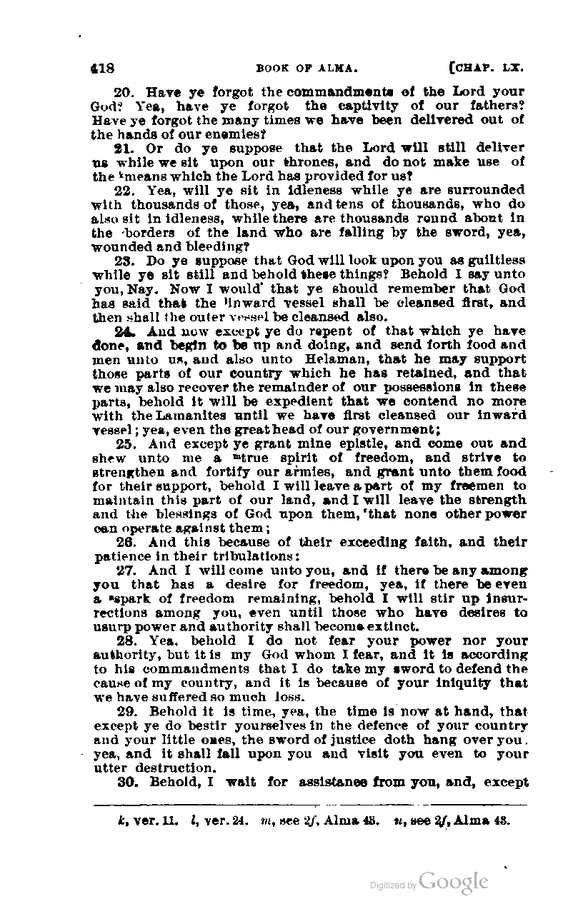 418 BOOK OF ALMA. [CHAP. LX.
20. Have ye forgot the commandments of the Lord your
God? Yea, have ye forgot the captivity of our fathers?
Have ye forgot the many times we have been delivered out of
the hands of our enemies?
21. Or do ye suppose that the Lord will still deliver
us while we sit upon our thrones, and do not make use of
the ᵏmeans which the Lord has provided for us?
22. Yea, will ye sit in idleness while ye are surrounded
with thousands of those, yea, and tens of thousands, who do
also sit in idleness, while there are thousands round about in
the borders of the land who are falling by the sword, yea,
wounded and bleeding?
23. Do ye suppose that God will look upon you as guiltless
while ye sit still and behold these things? Behold I say unto
you, Nay. Now I would that ye should remember that God
has said that the ˡinward vessel shall be cleansed first, and
then shall the outer vessel be cleansed also.
24. And now except ye do repent of that which ye have
done, and begin to be up and doing, and send forth food and
men unto us, and also unto Helaman, that he may support
those parts of our country which he has retained, and that
we may also recover the remainder of our possessions in these
parts, behold it will be expedient that we contend no more
with the Lamanites until we have first cleansed our inward
vessel; yea, even the great head of our government;
25. And except ye grant mine epistle, and come out and
shew unto me a ᵐtrue spirit of freedom, and strive to
strengthen and fortify our armies, and grant unto them food
for their support, behold I will leave a part of my freemen to
maintain this part of our land, and I will leave the strength
and the blessings of God upon them, that none other power
can operate against them;
26. And this because of their exceeding faith, and their
patience in their tribulations:
27. And I will come unto you, and if there be any among
you that has a desire for freedom, yea, if there be even
a ⁿspark of freedom remaining, behold I will stir up insur-
rections among you, even until those who have desires to
usurp power and authority shall become extinct.
28. Yea, behold I do not fear your power nor your
authority, but it is my God whom I fear, and it is according
to his commandments that I do take my sword to defend the
cause of my country, and it is because of your iniquity that
we have suffered so much loss.
29. Behold it is time, yea, the time is now at hand, that
except ye do bestir yourselves in the defence of your country
and your little ones, the sword of justice doth hang over you.
yea, and it shall fall upon you and visit you even to your
utter destruction.
30. Behold, I wait for assistance from you, and, except
k, ver. 11. l, ver. 24. m, see 2f, Alma 48. n, see 2f, Alma 48.
Digitized by Google